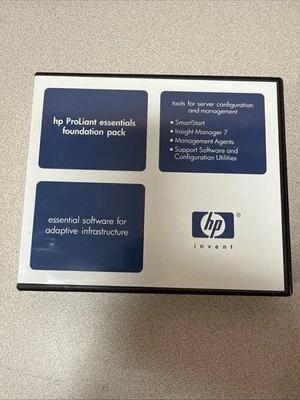 hp ProLiant essentials
foundation pack
tools for server configuration
and management
• SmartStart
• Insight Manager 7
• Management Agents
• Support Software and
Configuration Utilities
essential software for
adaptive infrastructure
hp®
invent